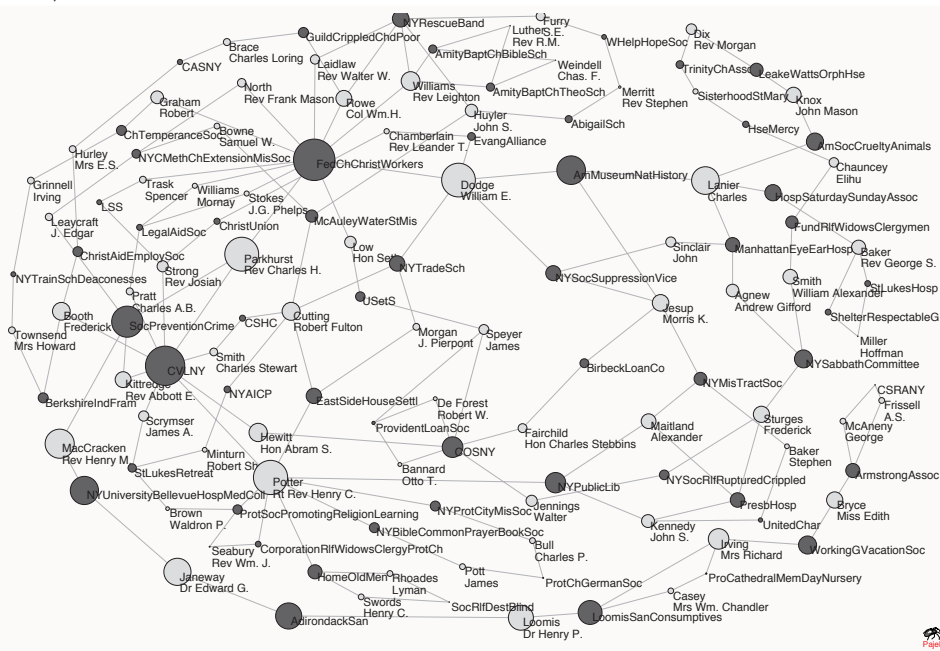 NYRescueBand
Furry
S.E.
Luther
Rev R.M.
Dix
Rev Morgan
GuildCrippledChdPoor
WHelpHopeSoc
Brace
Charles Loring
AmityBaptChBibleSch
CASNY
Laidlaw
Rev Walter W.
Weindell
Chas. F.
TrinityChAssc
LeakeWattsOrphHse
North
Rev Frank Mason
Williams
Rev Leighton
AmityBaptChTheoSch
Merritt
Rev Stephen
SisterhoodStMary
Knox
John Mason
Graham
Robert
Rowe
Col Wm.H.
Huyler
John S.
AbigailSch
HseMercy
ChTemperanceSoc
Bowne
Samuel W.
Chamberlain
Rev Leander T.
EvangAlliance
AmSocCrueltyAnimals
Hurley
Mrs E.S.
NYCMethChExtensionMisSoc
FedChChristWorkers
Chauncey
Elihu
Grinnell
Irving
Trask
Spencer
Williams
Mornay
Stokes
J.G. Phelps
Dodge
William E.
AmMuseumNatHistory
Lanier
Charles
HospSaturdaySundayAssoc
LSS
Leaycraft
J. Edgar
LegalAidSoc
ChristUnion
McAuleyWaterStMis
FundRlfWidowsClergymen
ChristAidEmploySoc
Parkhurst
Rev Charles H.
Low
Hon Seth
Sinclair
John
ManhattanEyeEarHosp
Baker
Rev George S.
NYTrainSchDeaconesses
Strong
Rev Josiah
NYTradeSch
NYSocSuppressionVice
Smith
William Alexander
StLukesHosp
Pratt
Charles A.B.
USetS
Agnew
Andrew Gifford
Booth
Frederick
SocPreventionCrime
CSHC
Cutting
Robert Fulton
Jesup
Morris K.
ShelterRespectableG
Townsend
Mrs Howard
Morgan
J. Pierpont
Speyer
James
Miller
Hoffman
Smith
Charles Stewart
CVLNY
BirbeckLoanCo
NYSabbathCommittee
Kittredge
Rev Abbott E.
NYAICP
EastSideHouseSettl
NYMisTractSoc
CSRANY
BerkshireIndFram
De Forest
Robert W.
Frissell
A.S.
Scrymser
James A.
ProvidentLoanSoc
Maitland
Alexander
Sturges
Frederick
McAneny
George
MacCracken
Rev Henry M.
Hewitt
Hon Abram S.
Fairchild
Hon Charles Stebbins
Minturn
Robert Sh
COSNY
Baker
Stephen
StLukesRetreat
Bannard
Otto T.
ArmstrongAssoc
NYUniversityBellevueHospMedColl
Potter
Rt Rev Henry C.
NYPublicLib
NYSocRlfRupturedCrippled
Brown
Waldron P.
ProtSocPromotingReligionLearning
NYProtCityMisSoc
Jennings
Walter
PresbHosp
Bryce
Miss Edith
NYBibleCommonPrayerBookSoc
Kennedy
John S.
UnitedChar
Seabury
Rev Wm. J.
CorporationRlfWidowsClergyProtCh
Bull
Charles P.
Irving
Mrs Richard
WorkingGVacationSoc
Janeway
Dr Edward G.
HomeOldMen
Rhoades
Lyman
Pott
James
ProtChGermanSoc
ProCathedralMemDayNursery
Swords
Henry C.
SocRlfDestBlind
Casey
Mrs Wm. Chandler
AdirondackSan
Loomis
Dr Henry P.
LoomisSanConsumptives
Pajek